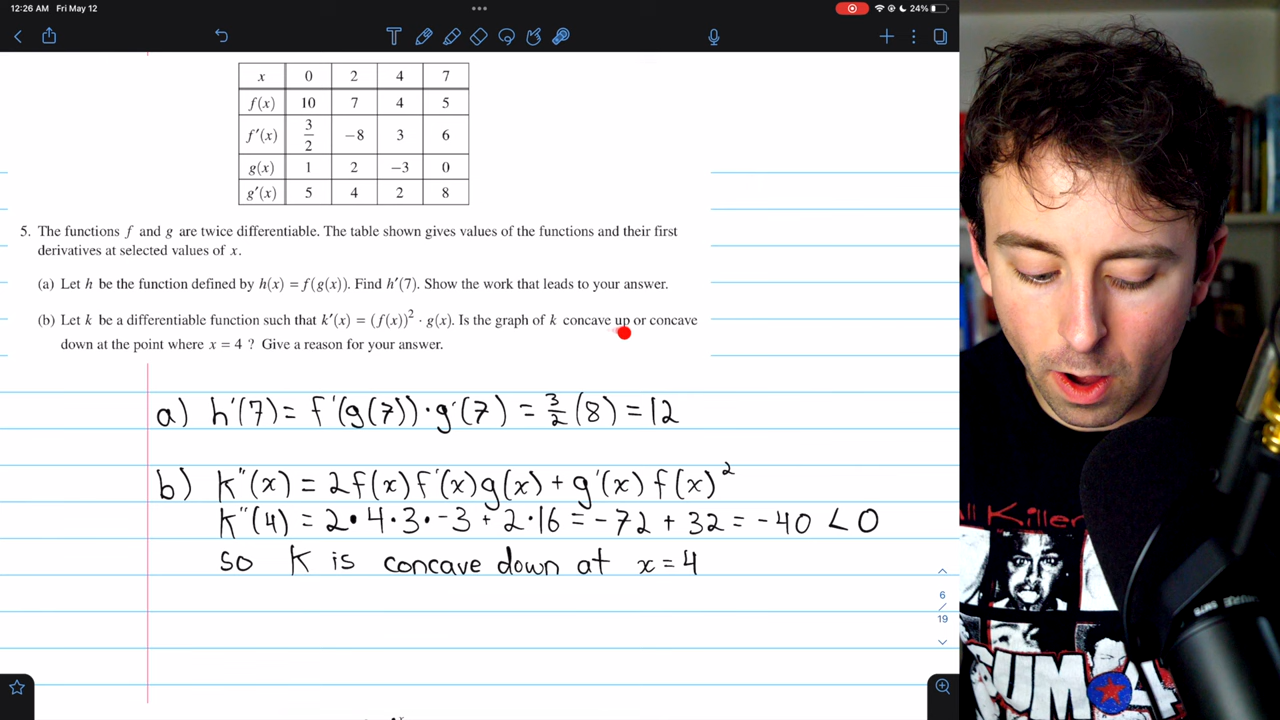 12:26 AM Fri May 12
24%
x 0 2 4 7
f(x) 10 7 4 5
f′(x) 3/2 −8 3 6
g(x) 1 2 −3 0
g′(x) 5 4 2 8
5. The functions f and g are twice differentiable. The table shown gives values of the functions and their first
derivatives at selected values of x.
(a) Let h be the function defined by h(x) = f(g(x)). Find h′(7). Show the work that leads to your answer.
(b) Let k be a differentiable function such that k′(x) = (f(x))² · g(x). Is the graph of k concave up or concave
down at the point where x = 4 ? Give a reason for your answer.
a) h'(7) = f'(g(7))·g'(7) = 3/2 (8) = 12
b) k"(x) = 2f(x)f'(x)g(x) + g'(x) f(x)²
k"(4) = 2·4·3·-3 + 2·16 = -72 + 32 = -40 < 0
so k is concave down at x = 4
6
/
19
Killer
SUM